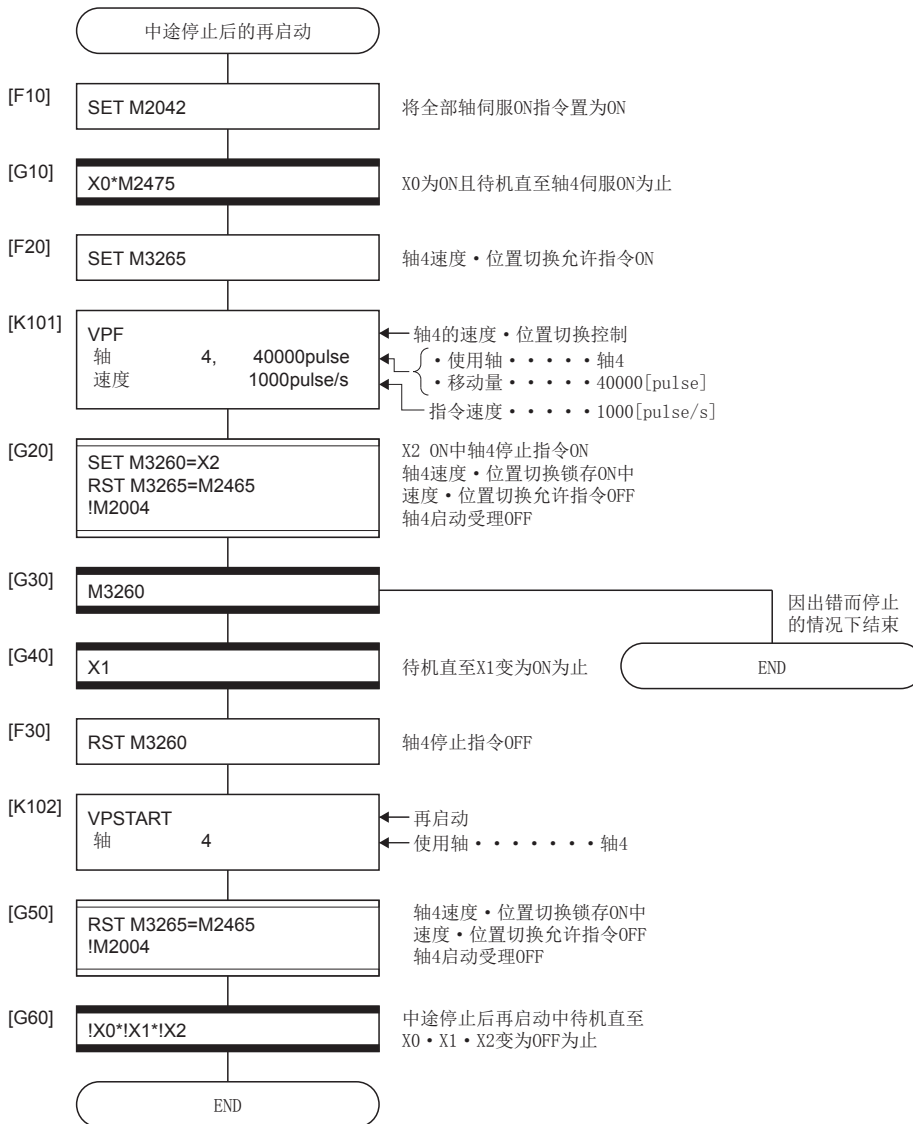 中途停止后的再启动
[F10]
SET M2042
将全部轴伺服ON指令置为ON
[G10]
X0*M2475
X0为ON且待机直至轴4伺服ON为止
[F20]
SET M3265
轴4速度・位置切换允许指令ON
[K101]
VPF
轴 4, 40000pulse
速度 1000pulse/s
轴4的速度・位置切换控制
・使用轴・・・・・轴4
・移动量・・・・・40000[pulse]
指令速度・・・・・1000[pulse/s]
[G20]
SET M3260=X2
RST M3265=M2465
!M2004
X2 ON中轴4停止指令ON
轴4速度・位置切换锁存ON中
速度・位置切换允许指令OFF
轴4启动受理OFF
[G30]
M3260
因出错而停止
的情况下结束
[G40]
X1
待机直至X1变为ON为止
END
[F30]
RST M3260
轴4停止指令OFF
[K102]
VPSTART
轴 4
再启动
使用轴・・・・・・・轴4
[G50]
RST M3265=M2465
!M2004
轴4速度・位置切换锁存ON中
速度・位置切换允许指令OFF
轴4启动受理OFF
[G60]
!X0*!X1*!X2
中途停止后再启动中待机直至
X0・X1・X2变为OFF为止
END